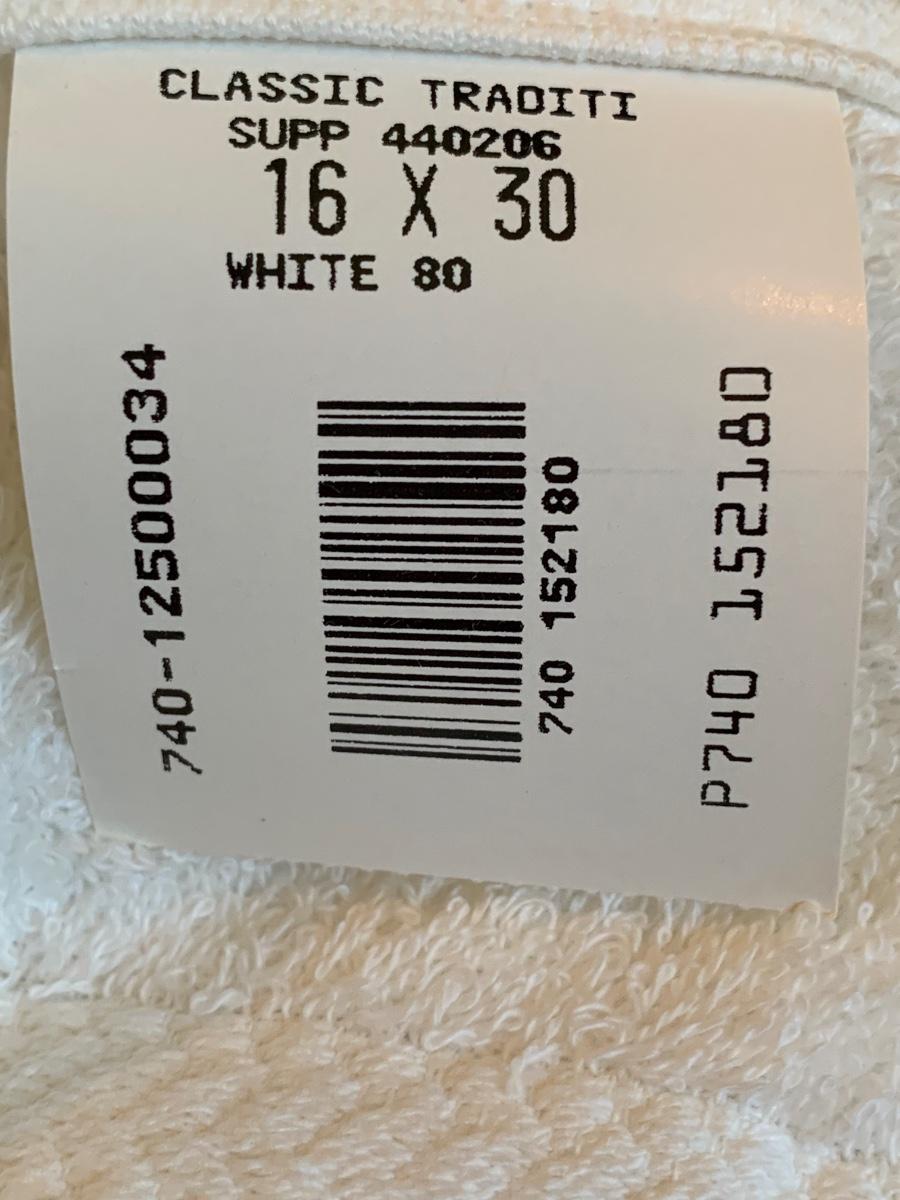 CLASSIC TRADITI
SUPP 440206
16 X 30
WHITE 80
740-12500034
740 152180
P740 152180